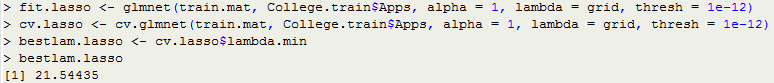 > fit.lasso <- glmnet(train.mat, College.train$Apps, alpha = 1, lambda = grid, thresh = 1e-12)
> cv.lasso <- cv.glmnet(train.mat, College.train$Apps, alpha = 1, lambda = grid, thresh = 1e-12)
> bestlam.lasso <- cv.lasso$lambda.min
> bestlam.lasso
[1] 21.54435